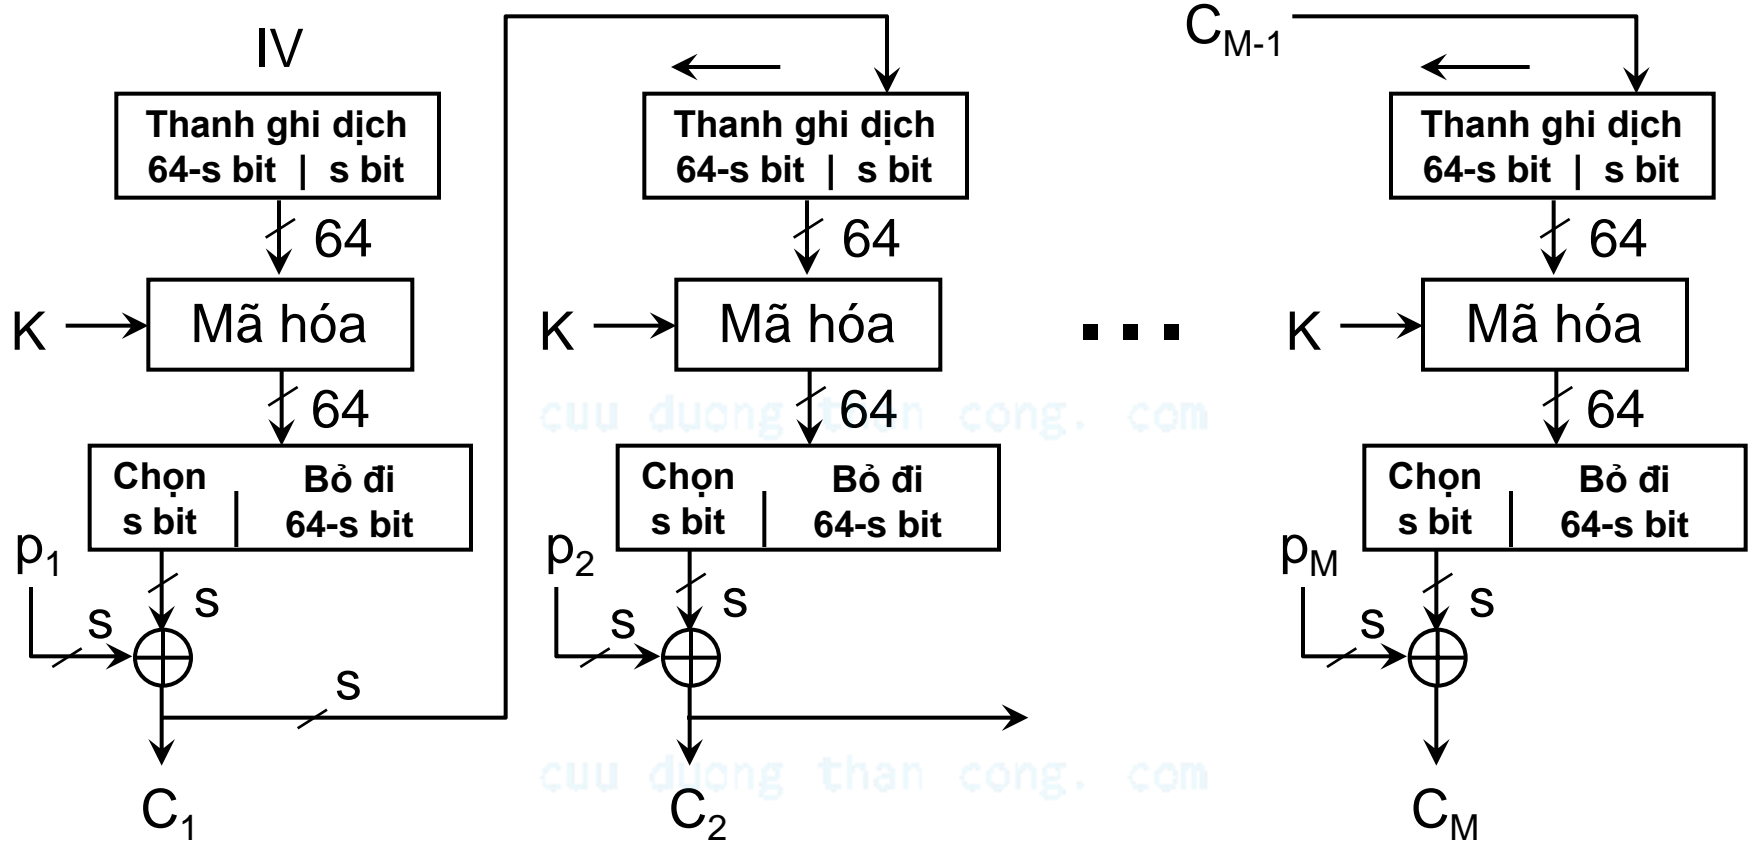 IV
C_{M-1}
Thanh ghi dịch
64-s bit | s bit
Thanh ghi dịch
64-s bit | s bit
Thanh ghi dịch
64-s bit | s bit
64
64
64
K
Mã hóa
K
Mã hóa
...
K
Mã hóa
64
64
64
cuu duong than cong. com
Chọn
s bit
|
Bỏ đi
64-s bit
Chọn
s bit
|
Bỏ đi
64-s bit
Chọn
s bit
|
Bỏ đi
64-s bit
p₁
s
s
p₂
s
s
p_M
s
s
s
cuu duong than cong. com
C₁
C₂
C_M